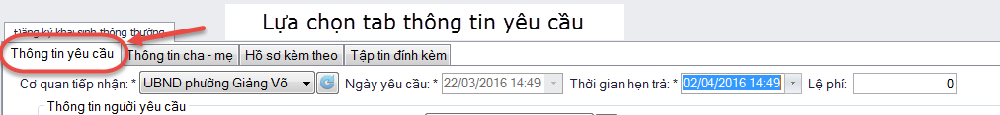 Lựa chọn tab thông tin yêu cầu
Đăng ký khai sinh thông thường
Thông tin yêu cầu Thông tin cha - mẹ Hồ sơ kèm theo Tập tin đính kèm
Cơ quan tiếp nhận: * UBND phường Giảng Võ Ngày yêu cầu: * 22/03/2016 14:49 Thời gian hẹn trả: * 02/04/2016 14:49 Lệ phí: 0
Thông tin người yêu cầu